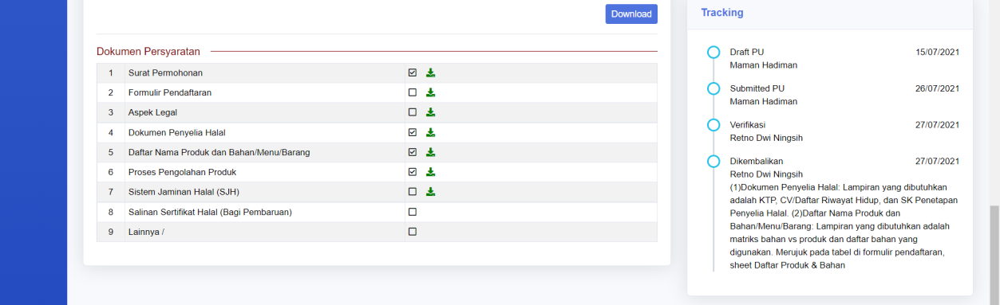 Download
Dokumen Persyaratan
1 Surat Permohonan
2 Formulir Pendaftaran
3 Aspek Legal
4 Dokumen Penyelia Halal
5 Daftar Nama Produk dan Bahan/Menu/Barang
6 Proses Pengolahan Produk
7 Sistem Jaminan Halal (SJH)
8 Salinan Sertifikat Halal (Bagi Pembaruan)
9 Lainnya /
Tracking
Draft PU 15/07/2021
Maman Hadiman
Submitted PU 26/07/2021
Maman Hadiman
Verifikasi 27/07/2021
Retno Dwi Ningsih
Dikembalikan 27/07/2021
Retno Dwi Ningsih
(1)Dokumen Penyelia Halal: Lampiran yang dibutuhkan
adalah KTP, CV/Daftar Riwayat Hidup, dan SK Penetapan
Penyelia Halal. (2)Daftar Nama Produk dan
Bahan/Menu/Barang: Lampiran yang dibutuhkan adalah
matriks bahan vs produk dan daftar bahan yang
digunakan. Merujuk pada tabel di formulir pendaftaran,
sheet Daftar Produk & Bahan